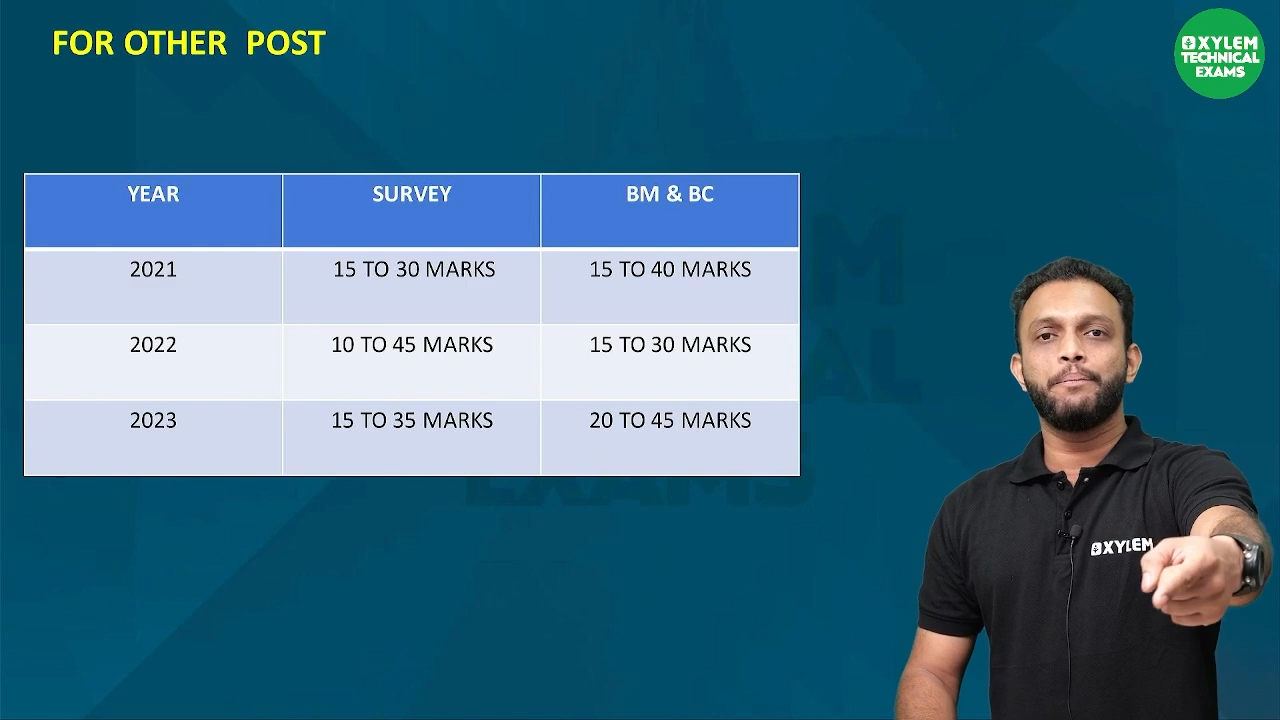 FOR OTHER POST
XYLEM
TECHNICAL
EXAMS
YEAR SURVEY BM & BC
2021 15 TO 30 MARKS 15 TO 40 MARKS
2022 10 TO 45 MARKS 15 TO 30 MARKS
2023 15 TO 35 MARKS 20 TO 45 MARKS
EXAMS
XYLEM